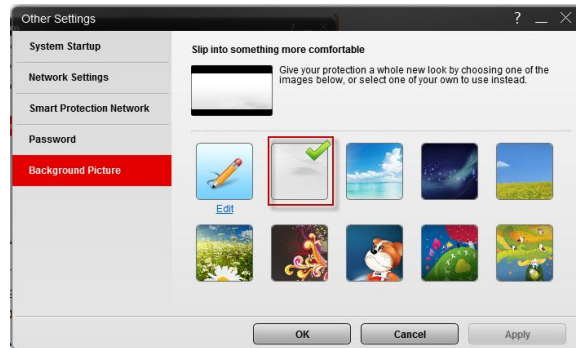 Other Settings
? _ X
System Startup
Network Settings
Smart Protection Network
Password
Background Picture
Slip into something more comfortable
Give your protection a whole new look by choosing one of the
images below, or select one of your own to use instead.
Edit
OK
Cancel
Apply